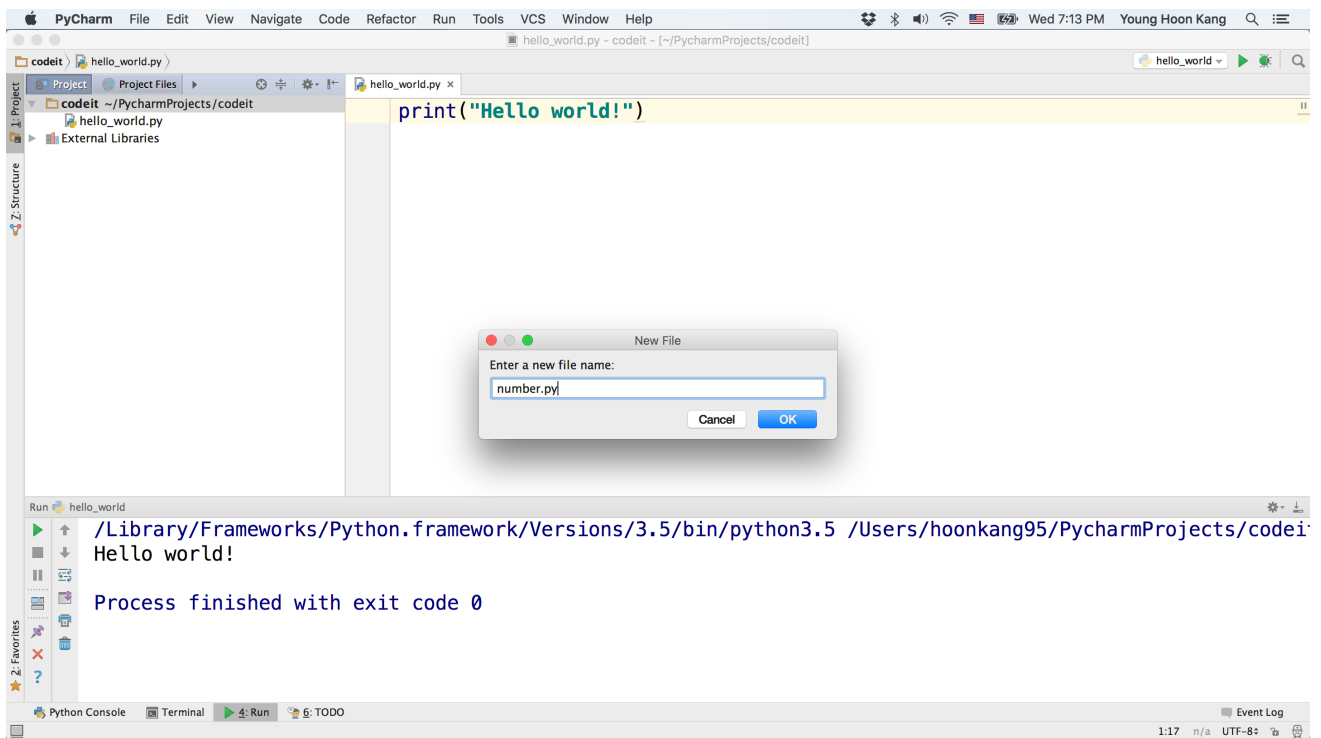 PyCharm File Edit View Navigate Code Refactor Run Tools VCS Window Help Wed 7:13 PM Young Hoon Kang
hello_world.py - codeit - [~/PycharmProjects/codeit]
codeit hello_world.py hello_world
Project Project Files hello_world.py
1: Project
codeit ~/PycharmProjects/codeit
hello_world.py
External Libraries
print("Hello world!")
Z: Structure
New File
Enter a new file name:
number.py
Cancel OK
Run hello_world
/Library/Frameworks/Python.framework/Versions/3.5/bin/python3.5 /Users/hoonkang95/PycharmProjects/codeit
Hello world!
Process finished with exit code 0
2: Favorites
Python Console Terminal 4: Run 6: TODO Event Log
1:17 n/a UTF-8